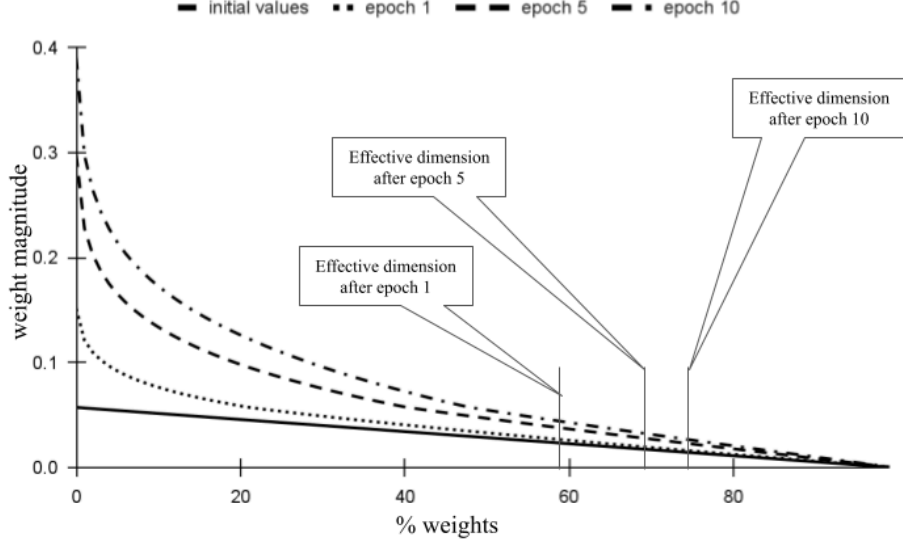 initial values epoch 1 epoch 5 epoch 10
0.4
Effective dimension
after epoch 10
0.3
Effective dimension
after epoch 5
weight magnitude
0.2
Effective dimension
after epoch 1
0.1
0.0
0 20 40 60 80
% weights